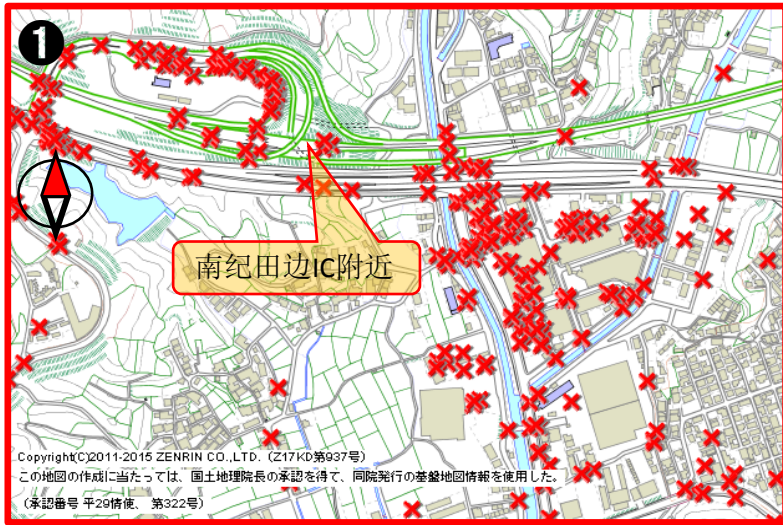 ❶
南纪田边IC附近
Copyright(C)2011-2015 ZENRIN CO.,LTD.（Z17KD第937号）
この地図の作成に当たっては、国土地理院長の承認を得て、同院発行の基盤地図情報を使用した。
（承認番号 平29情使、 第322号）